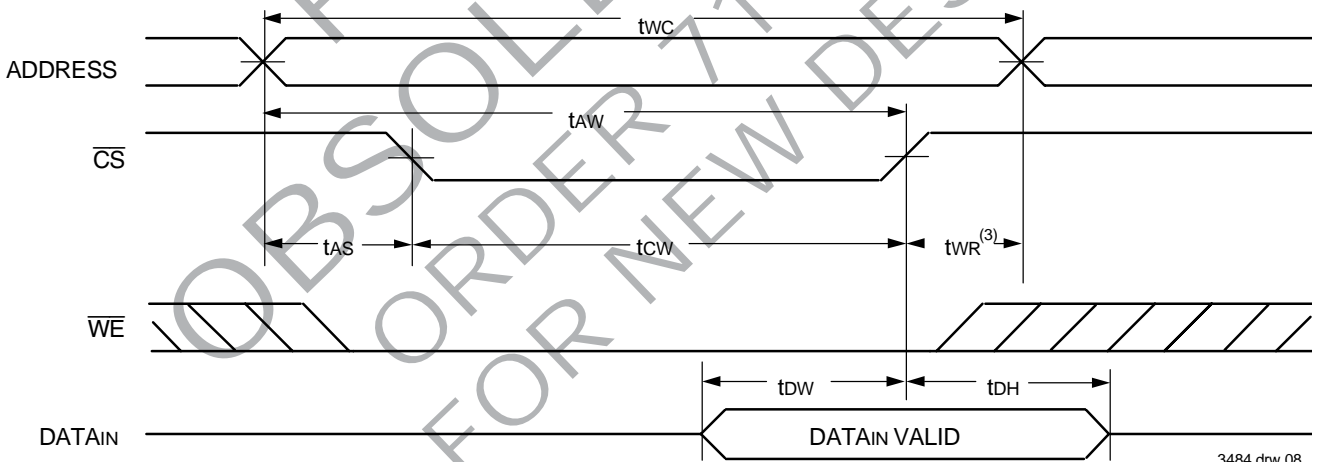 tWC
ADDRESS
tAW
CS
tAS tCW tWR(3)
WE
tDW tDH
DATAIN DATAIN VALID
3484 drw 08
OBSOLE
ORDER 71
FOR NEW DES